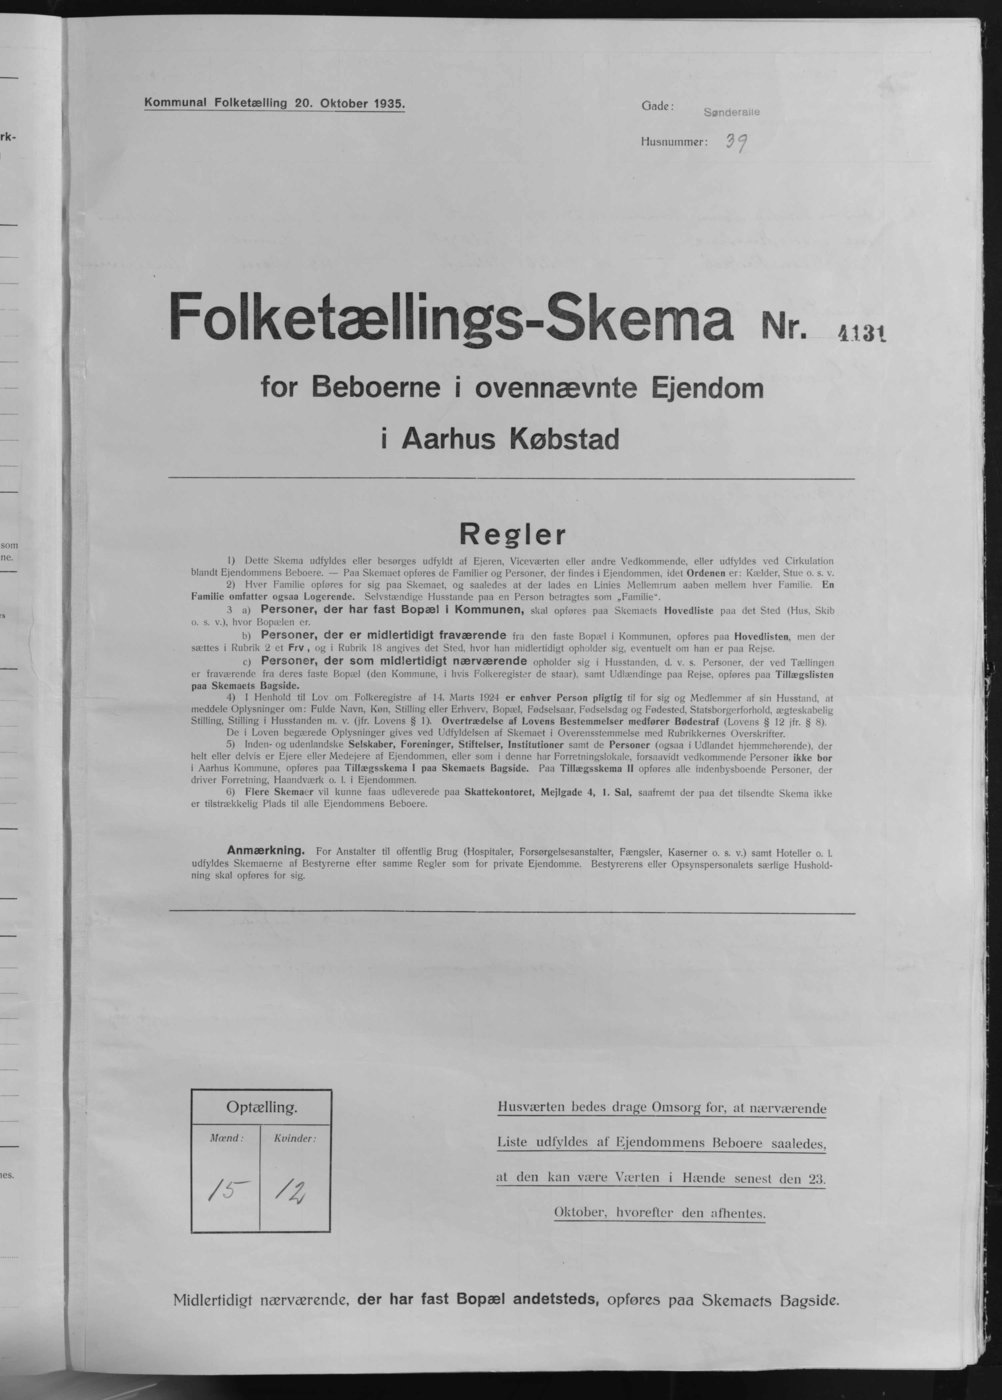 Kommunal Folketælling 20. Oktober 1935.
Gade: Sønderalle
Husnummer: 39
Folketællings-Skema Nr. 4131
for Beboerne i ovennævnte Ejendom
i Aarhus Købstad
Regler
1) Dette Skema udfyldes eller besørges udfyldt af Ejeren, Viceværten eller andre Vedkommende, eller udfyldes ved Cirkulation
blandt Ejendommens Beboere. — Paa Skemaet opføres de Familier og Personer, der findes i Ejendommen, idet Ordenen er: Kælder, Stue o. s. v.
2) Hver Familie opføres for sig paa Skemaet, og saaledes at der lades en Linies Mellemrum aaben mellem hver Familie. En
Familie omfatter ogsaa Logerende. Selvstændige Husstande paa en Person betragtes som „Familie“.
3 a) Personer, der har fast Bopæl i Kommunen, skal opføres paa Skemaets Hovedliste paa det Sted (Hus, Skib
o. s. v.), hvor Bopælen er.
b) Personer, der er midlertidigt fraværende fra den faste Bopæl i Kommunen, opføres paa Hovedlisten, men der
sættes i Rubrik 2 et Frv, og i Rubrik 18 angives det Sted, hvor han midlertidigt opholder sig, eventuelt om han er paa Rejse.
c) Personer, der som midlertidigt nærværende opholder sig i Husstanden, d. v. s. Personer, der ved Tællingen
er fraværende fra deres faste Bopæl (den Kommune, i hvis Folkeregister de staar), samt Udlændinge paa Rejse, opføres paa Tillægslisten
paa Skemaets Bagside.
4) I Henhold til Lov om Folkeregistre af 14. Marts 1924 er enhver Person pligtig til for sig og Medlemmer af sin Husstand, at
meddele Oplysninger om: Fulde Navn, Køn, Stilling eller Erhverv, Bopæl, Fødselsaar, Fødselsdag og Fødested, Statsborgerforhold, ægteskabelig
Stilling, Stilling i Husstanden m. v. (jfr. Lovens § 1). Overtrædelse af Lovens Bestemmelser medfører Bødestraf (Lovens § 12 jfr. § 8).
De i Loven begærede Oplysninger gives ved Udfyldelsen af Skemaet i Overensstemmelse med Rubrikkernes Overskrifter.
5) Inden- og udenlandske Selskaber, Foreninger, Stiftelser, Institutioner samt de Personer (ogsaa i Udlandet hjemmehørende), der
helt eller delvis er Ejere eller Medejere af Ejendommen, eller som i denne har Forretningslokale, forsaavidt vedkommende Personer ikke bor
i Aarhus Kommune, opføres paa Tillægsskema I paa Skemaets Bagside. Paa Tillægsskema II opføres alle indenbysboende Personer, der
driver Forretning, Haandværk o. l. i Ejendommen.
6) Flere Skemaer vil kunne faas udleverede paa Skattekontoret, Mejlgade 4, 1. Sal, saafremt der paa det tilsendte Skema ikke
er tilstrækkelig Plads til alle Ejendommens Beboere.
Anmærkning. For Anstalter til offentlig Brug (Hospitaler, Forsørgelsesanstalter, Fængsler, Kaserner o. s. v.) samt Hoteller o. l.
udfyldes Skemaerne af Bestyrerne efter samme Regler som for private Ejendomme. Bestyrerens eller Opsynspersonalets særlige Hushold-
ning skal opføres for sig.
Optælling.
Mænd: Kvinder:
15 12
Husværten bedes drage Omsorg for, at nærværende
Liste udfyldes af Ejendommens Beboere saaledes,
at den kan være Værten i Hænde senest den 23.
Oktober, hvorefter den afhentes.
Midlertidigt nærværende, der har fast Bopæl andetsteds, opføres paa Skemaets Bagside.